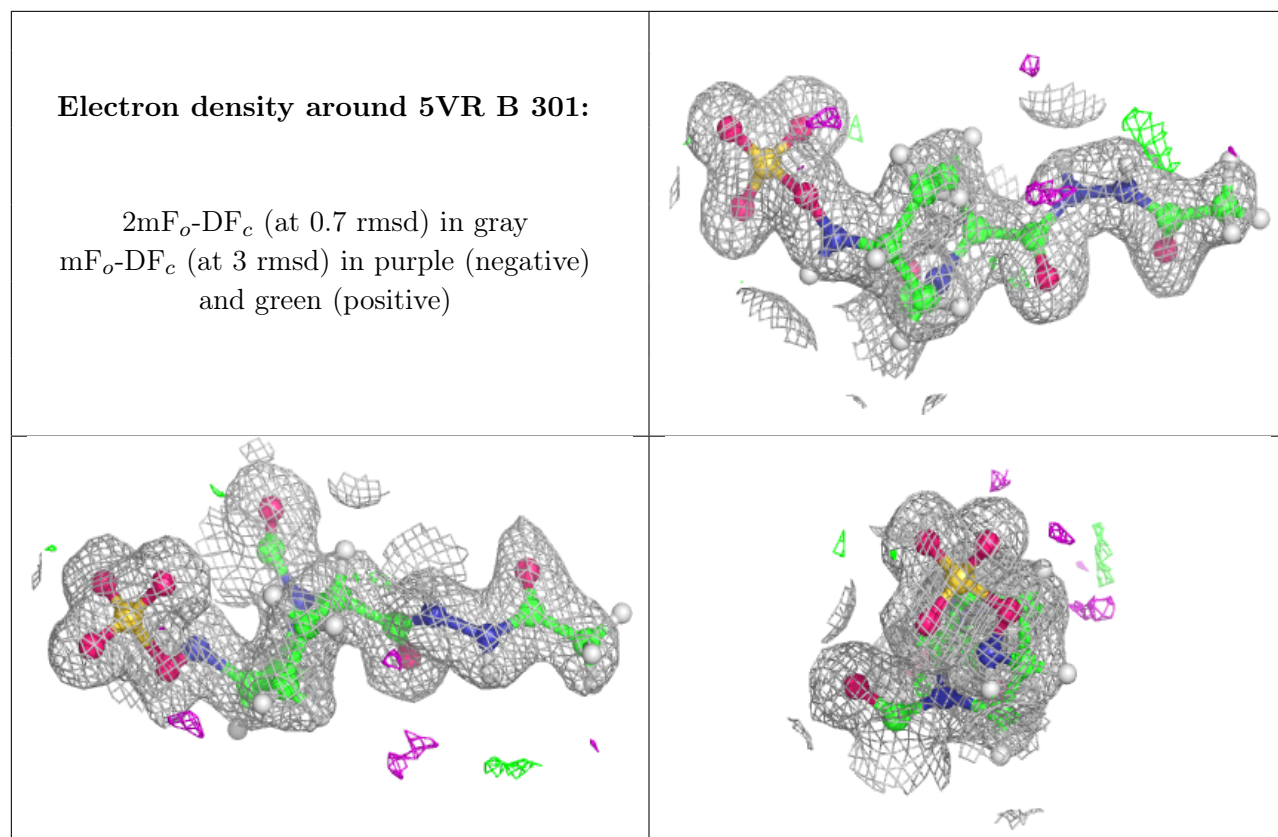 Electron density around 5VR B 301:
2mFo-DFc (at 0.7 rmsd) in gray
mFo-DFc (at 3 rmsd) in purple (negative)
and green (positive)